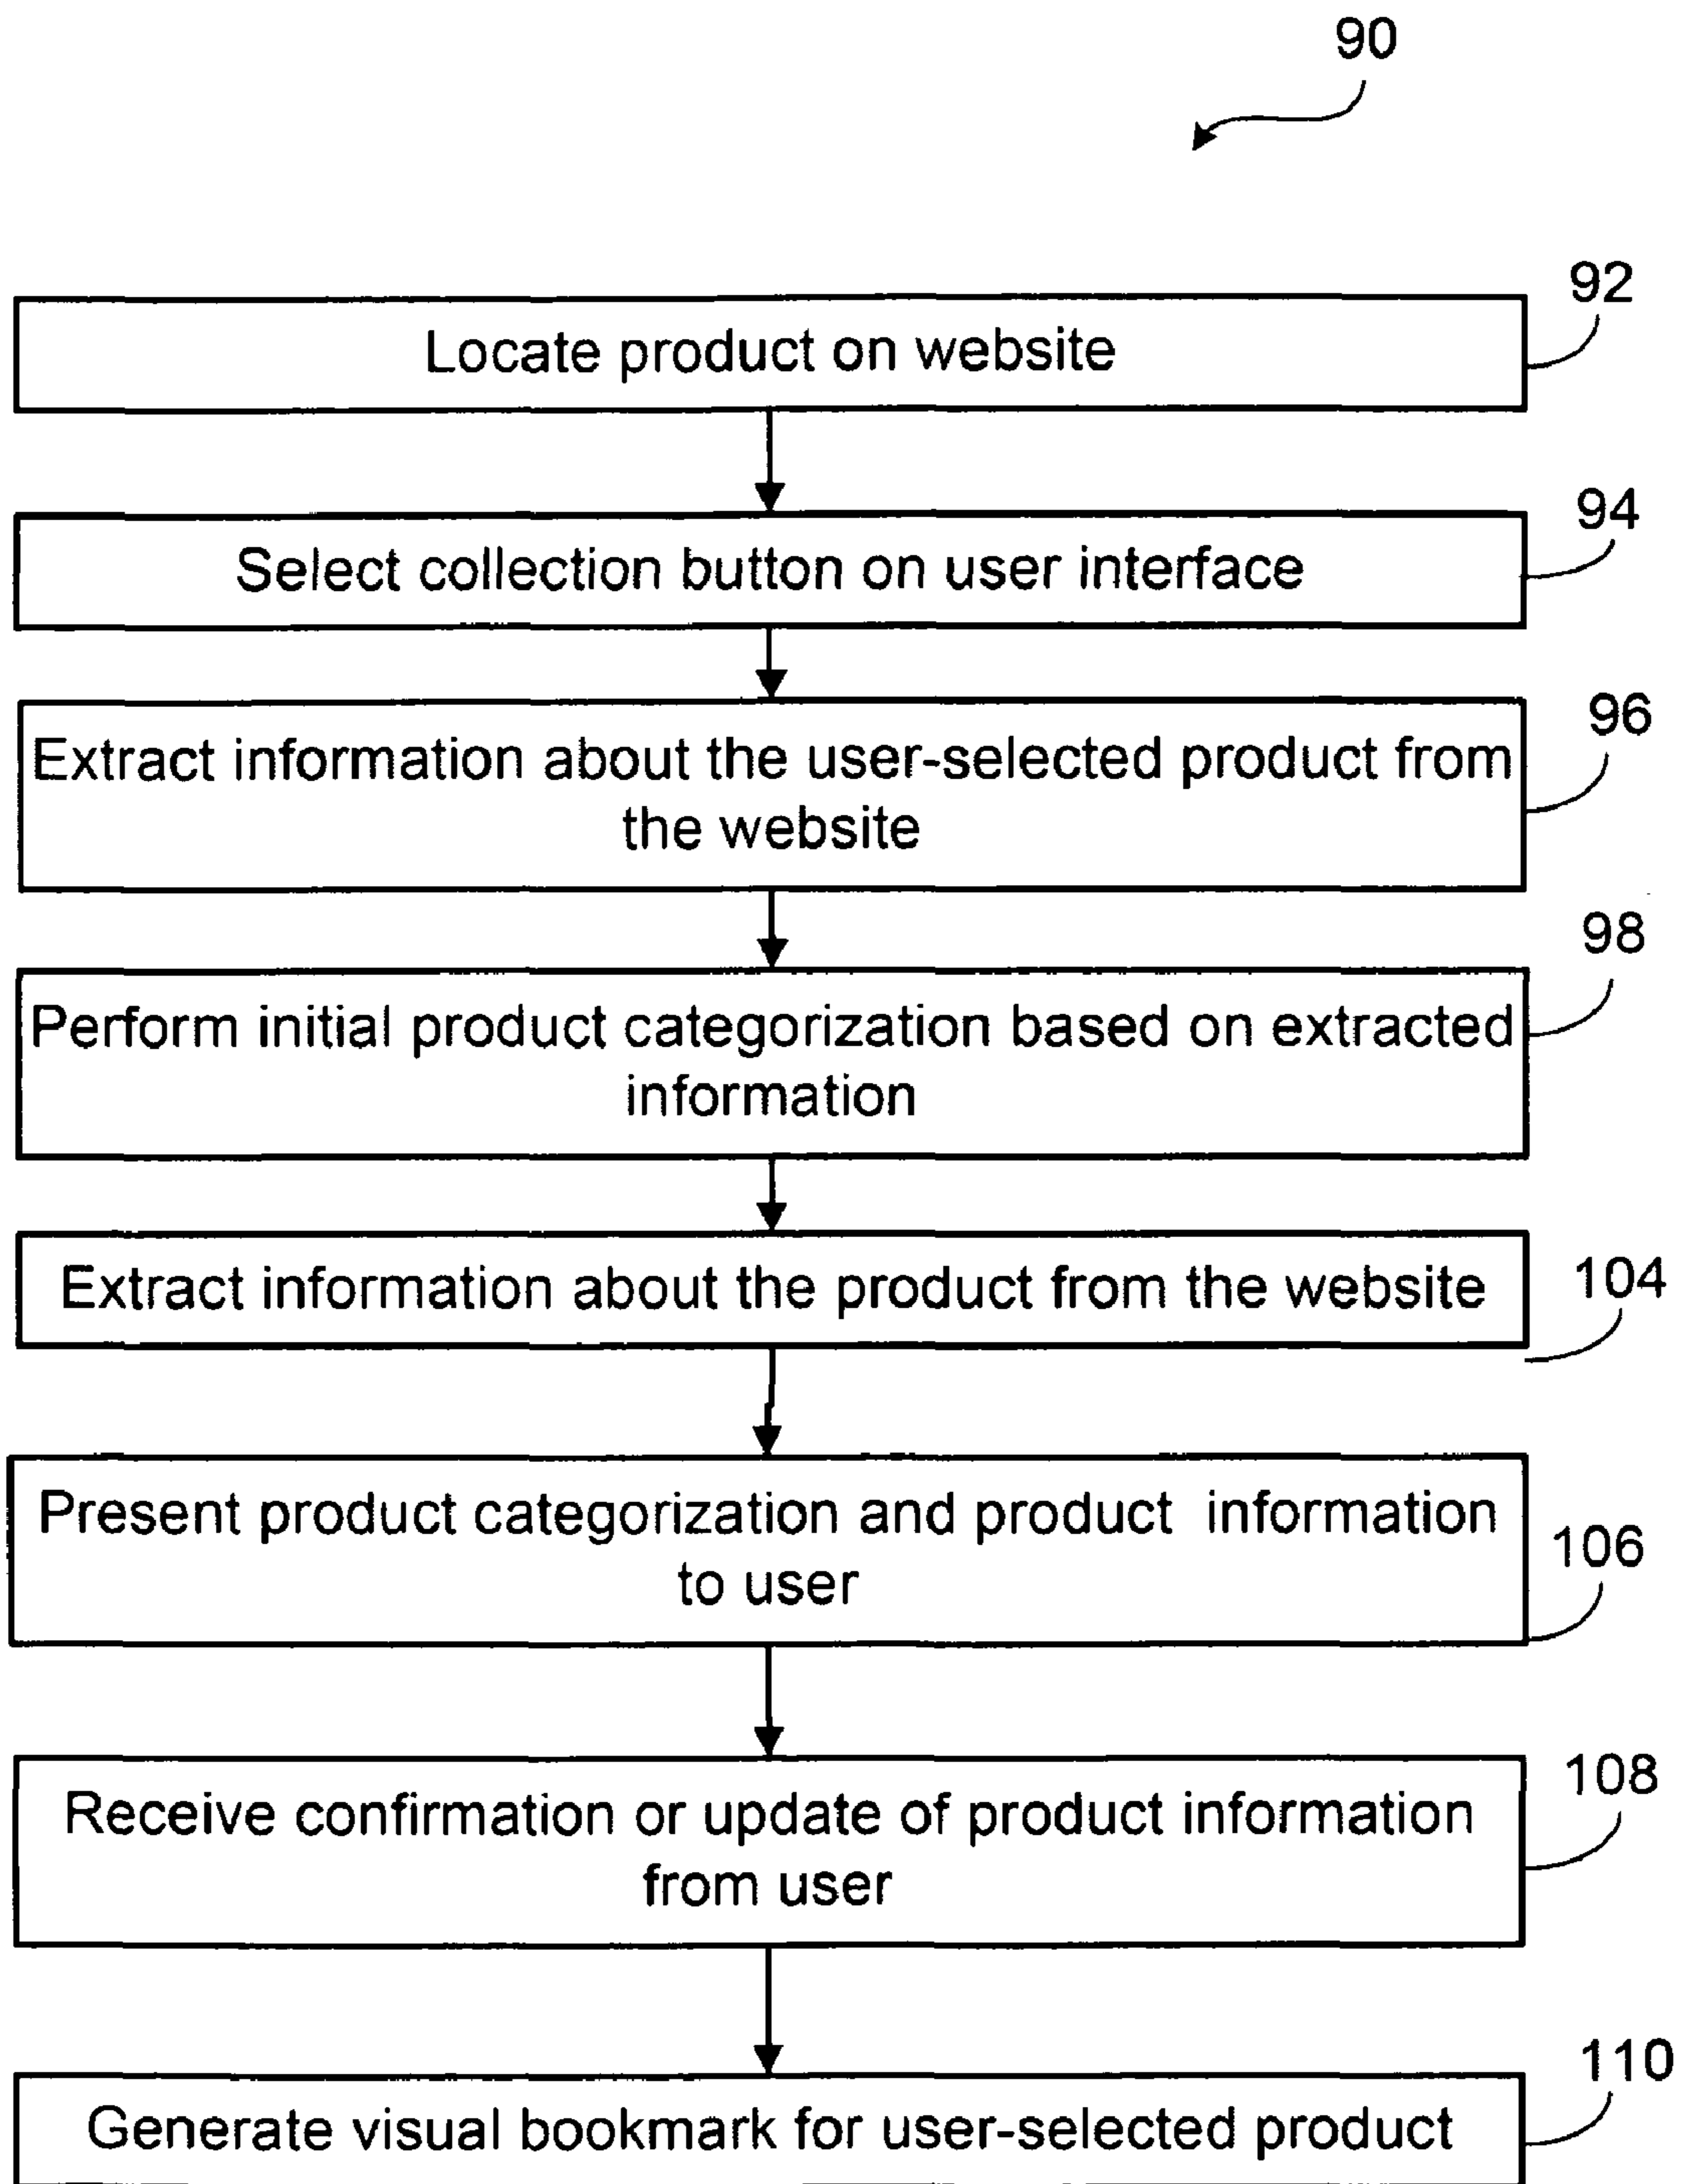 90
92
Locate product on website
94
Select collection button on user interface
96
Extract information about the user-selected product from
the website
98
Perform initial product categorization based on extracted
information
104
Extract information about the product from the website
Present product categorization and product information
to user
106
108
Receive confirmation or update of product information
from user
110
Generate visual bookmark for user-selected product